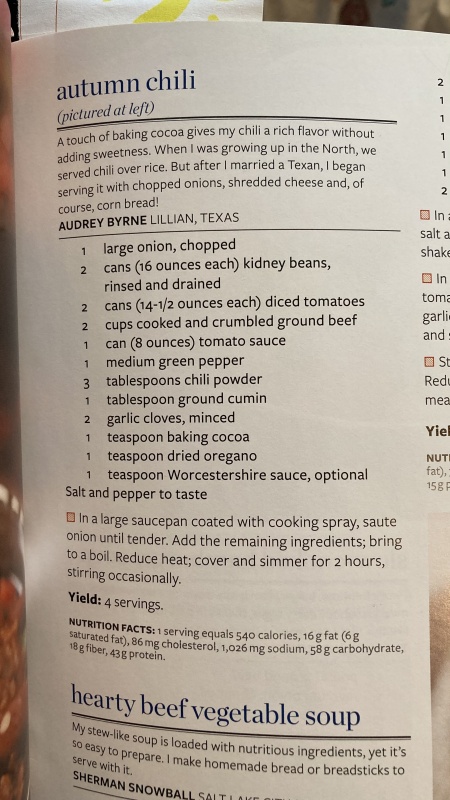 autumn chili
(pictured at left)
A touch of baking cocoa gives my chili a rich flavor without
adding sweetness. When I was growing up in the North, we
served chili over rice. But after I married a Texan, I began
serving it with chopped onions, shredded cheese and, of
course, corn bread!
AUDREY BYRNE LILLIAN, TEXAS
1 large onion, chopped
2 cans (16 ounces each) kidney beans,
rinsed and drained
2 cans (14-1/2 ounces each) diced tomatoes
2 cups cooked and crumbled ground beef
1 can (8 ounces) tomato sauce
1 medium green pepper
3 tablespoons chili powder
1 tablespoon ground cumin
2 garlic cloves, minced
1 teaspoon baking cocoa
1 teaspoon dried oregano
1 teaspoon Worcestershire sauce, optional
Salt and pepper to taste
In a large saucepan coated with cooking spray, saute
onion until tender. Add the remaining ingredients; bring
to a boil. Reduce heat; cover and simmer for 2 hours,
stirring occasionally.
Yield: 4 servings.
NUTRITION FACTS: 1 serving equals 540 calories, 16 g fat (6 g
saturated fat), 86 mg cholesterol, 1,026 mg sodium, 58 g carbohydrate,
18 g fiber, 43 g protein.
hearty beef vegetable soup
My stew-like soup is loaded with nutritious ingredients, yet it's
so easy to prepare. I make homemade bread or breadsticks to
serve with it.
SHERMAN SNOWBALL SALT LAKE
2
1
1
1
1
1
2
In a
salt a
shake
In
toma
garli
and s
St
Redu
mea
Yiel
NUTR
fat),
15 g p